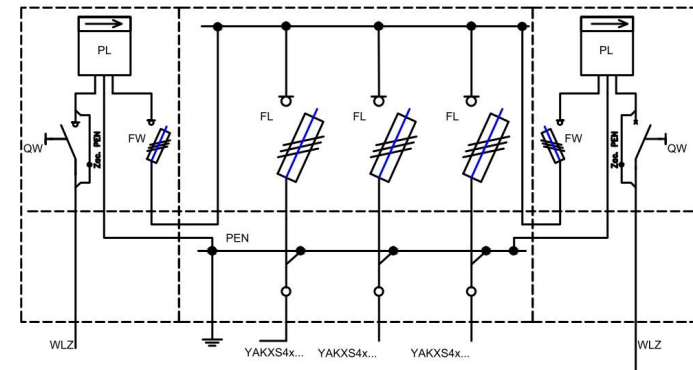 PL
PL
FL
FL
FL
QW
Zac. PEN
FW
FW
Zac. PEN
QW
PEN
WLZ
YAKXS4x...
YAKXS4x...
YAKXS4x...
WLZ